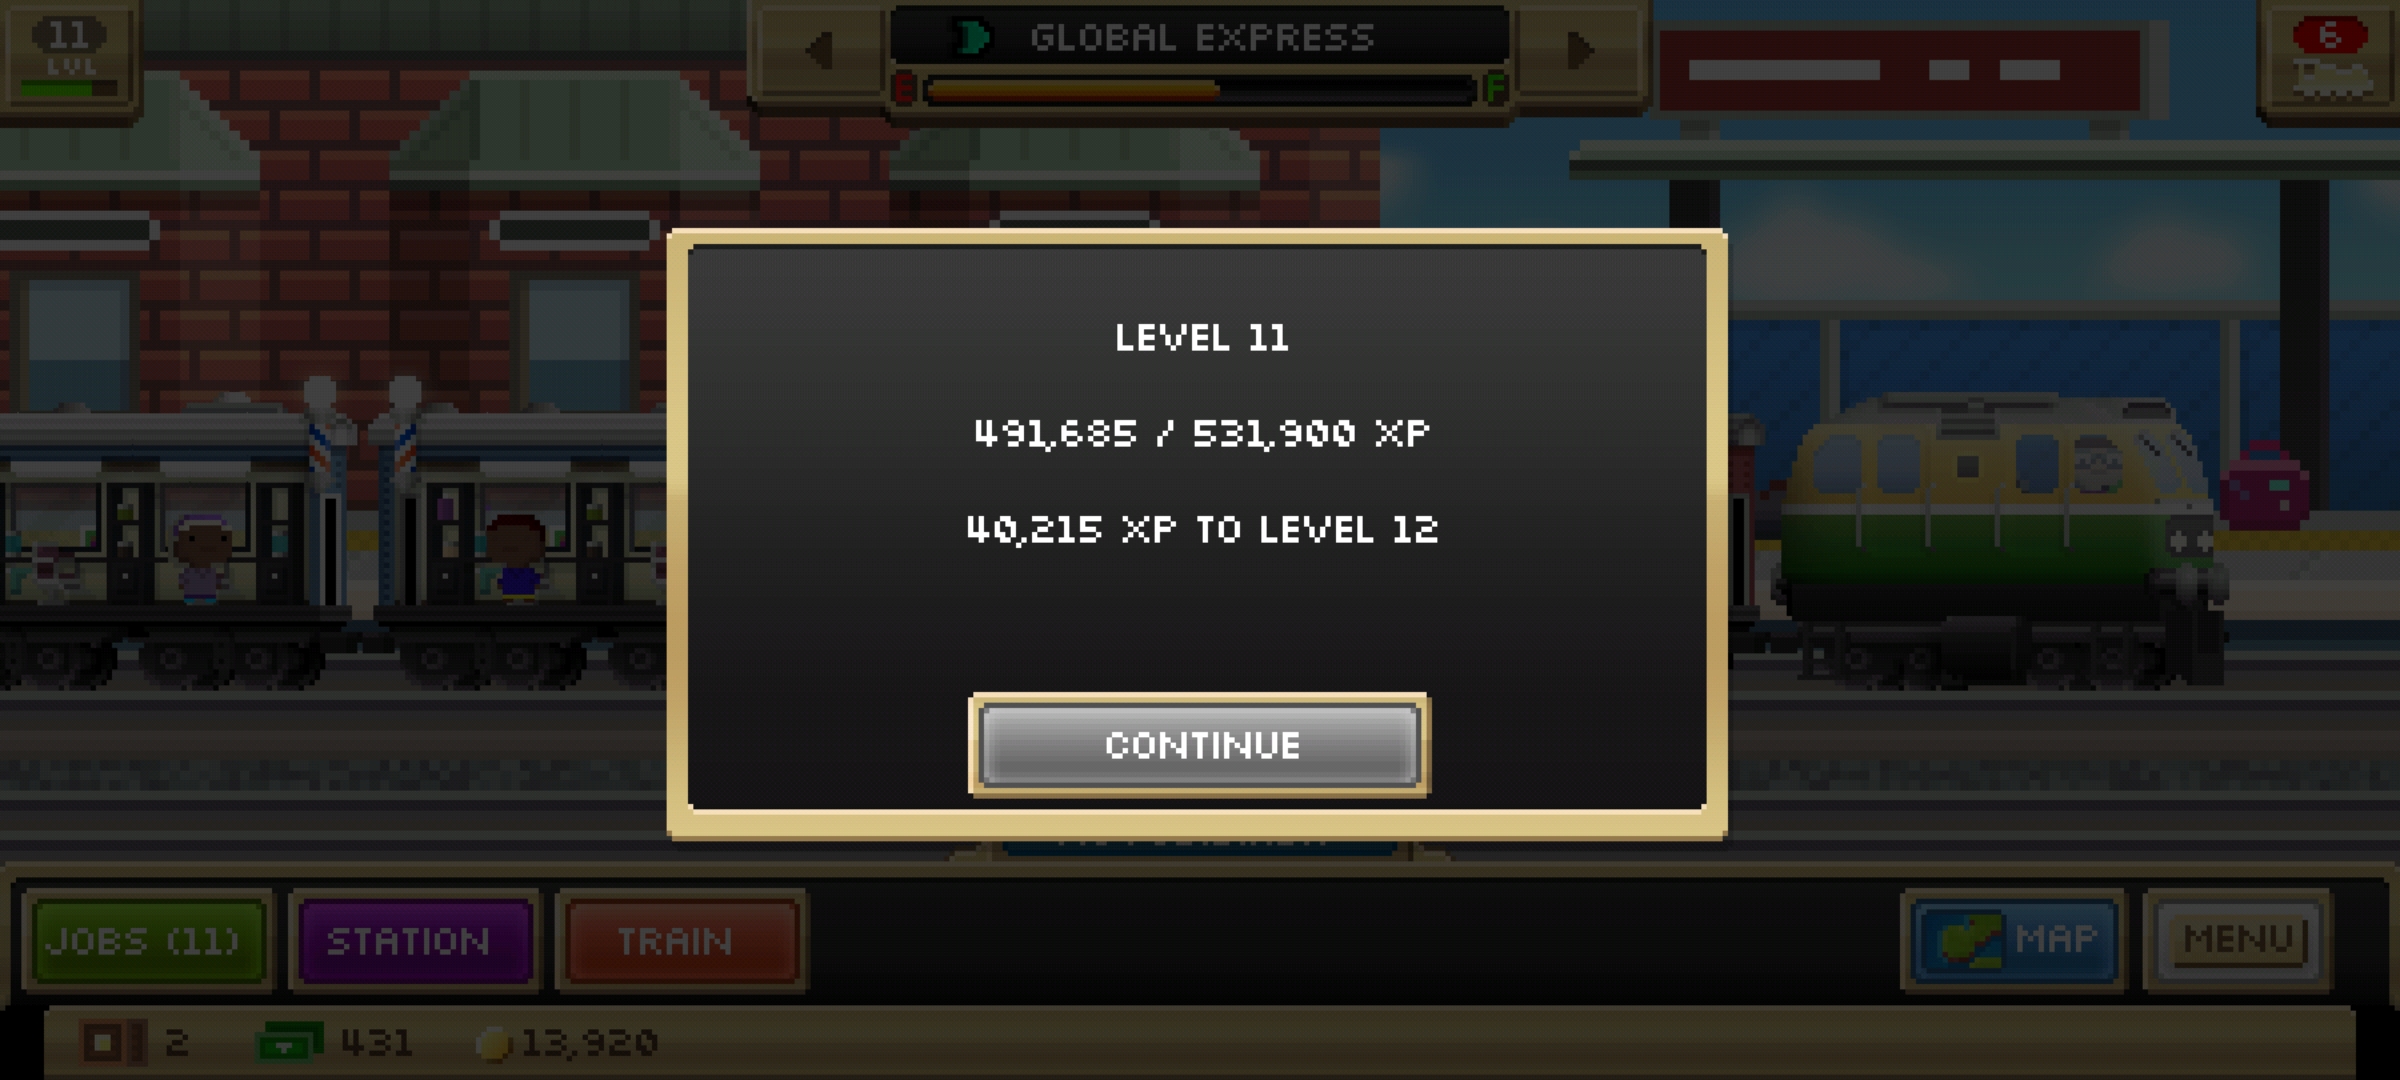 11
LVL
GLOBAL EXPRESS
E F
6
LEVEL 11
491,685 / 531,900 XP
40,215 XP TO LEVEL 12
CONTINUE
JOBS (11)
STATION
TRAIN
MAP
MENU
2
431
13,920